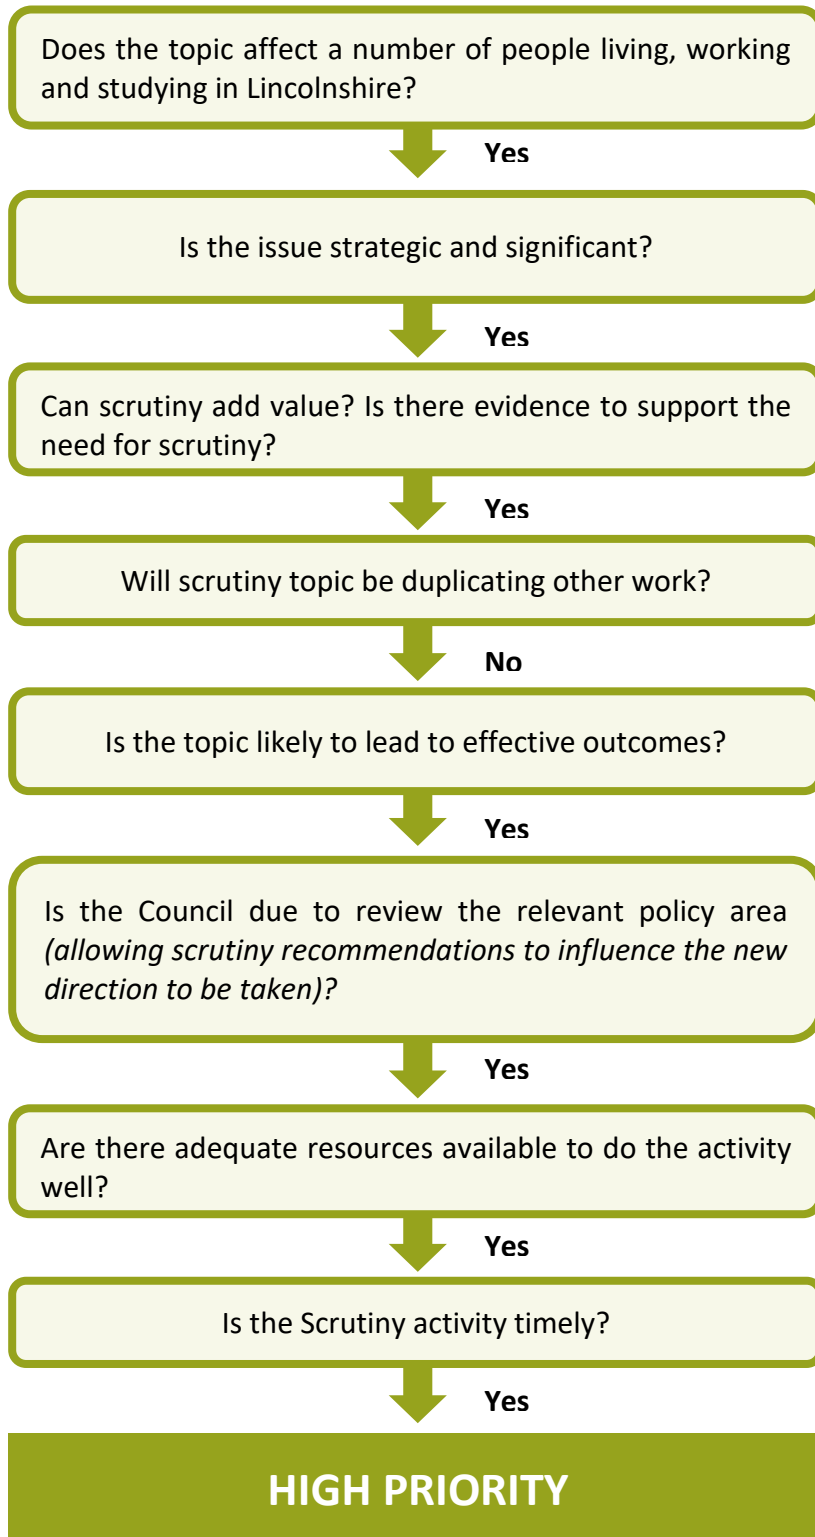 Does the topic affect a number of people living, working
and studying in Lincolnshire?
Yes
Is the issue strategic and significant?
Yes
Can scrutiny add value? Is there evidence to support the
need for scrutiny?
Yes
Will scrutiny topic be duplicating other work?
No
Is the topic likely to lead to effective outcomes?
Yes
Is the Council due to review the relevant policy area
(allowing scrutiny recommendations to influence the new
direction to be taken)?
Yes
Are there adequate resources available to do the activity
well?
Yes
Is the Scrutiny activity timely?
Yes
HIGH PRIORITY